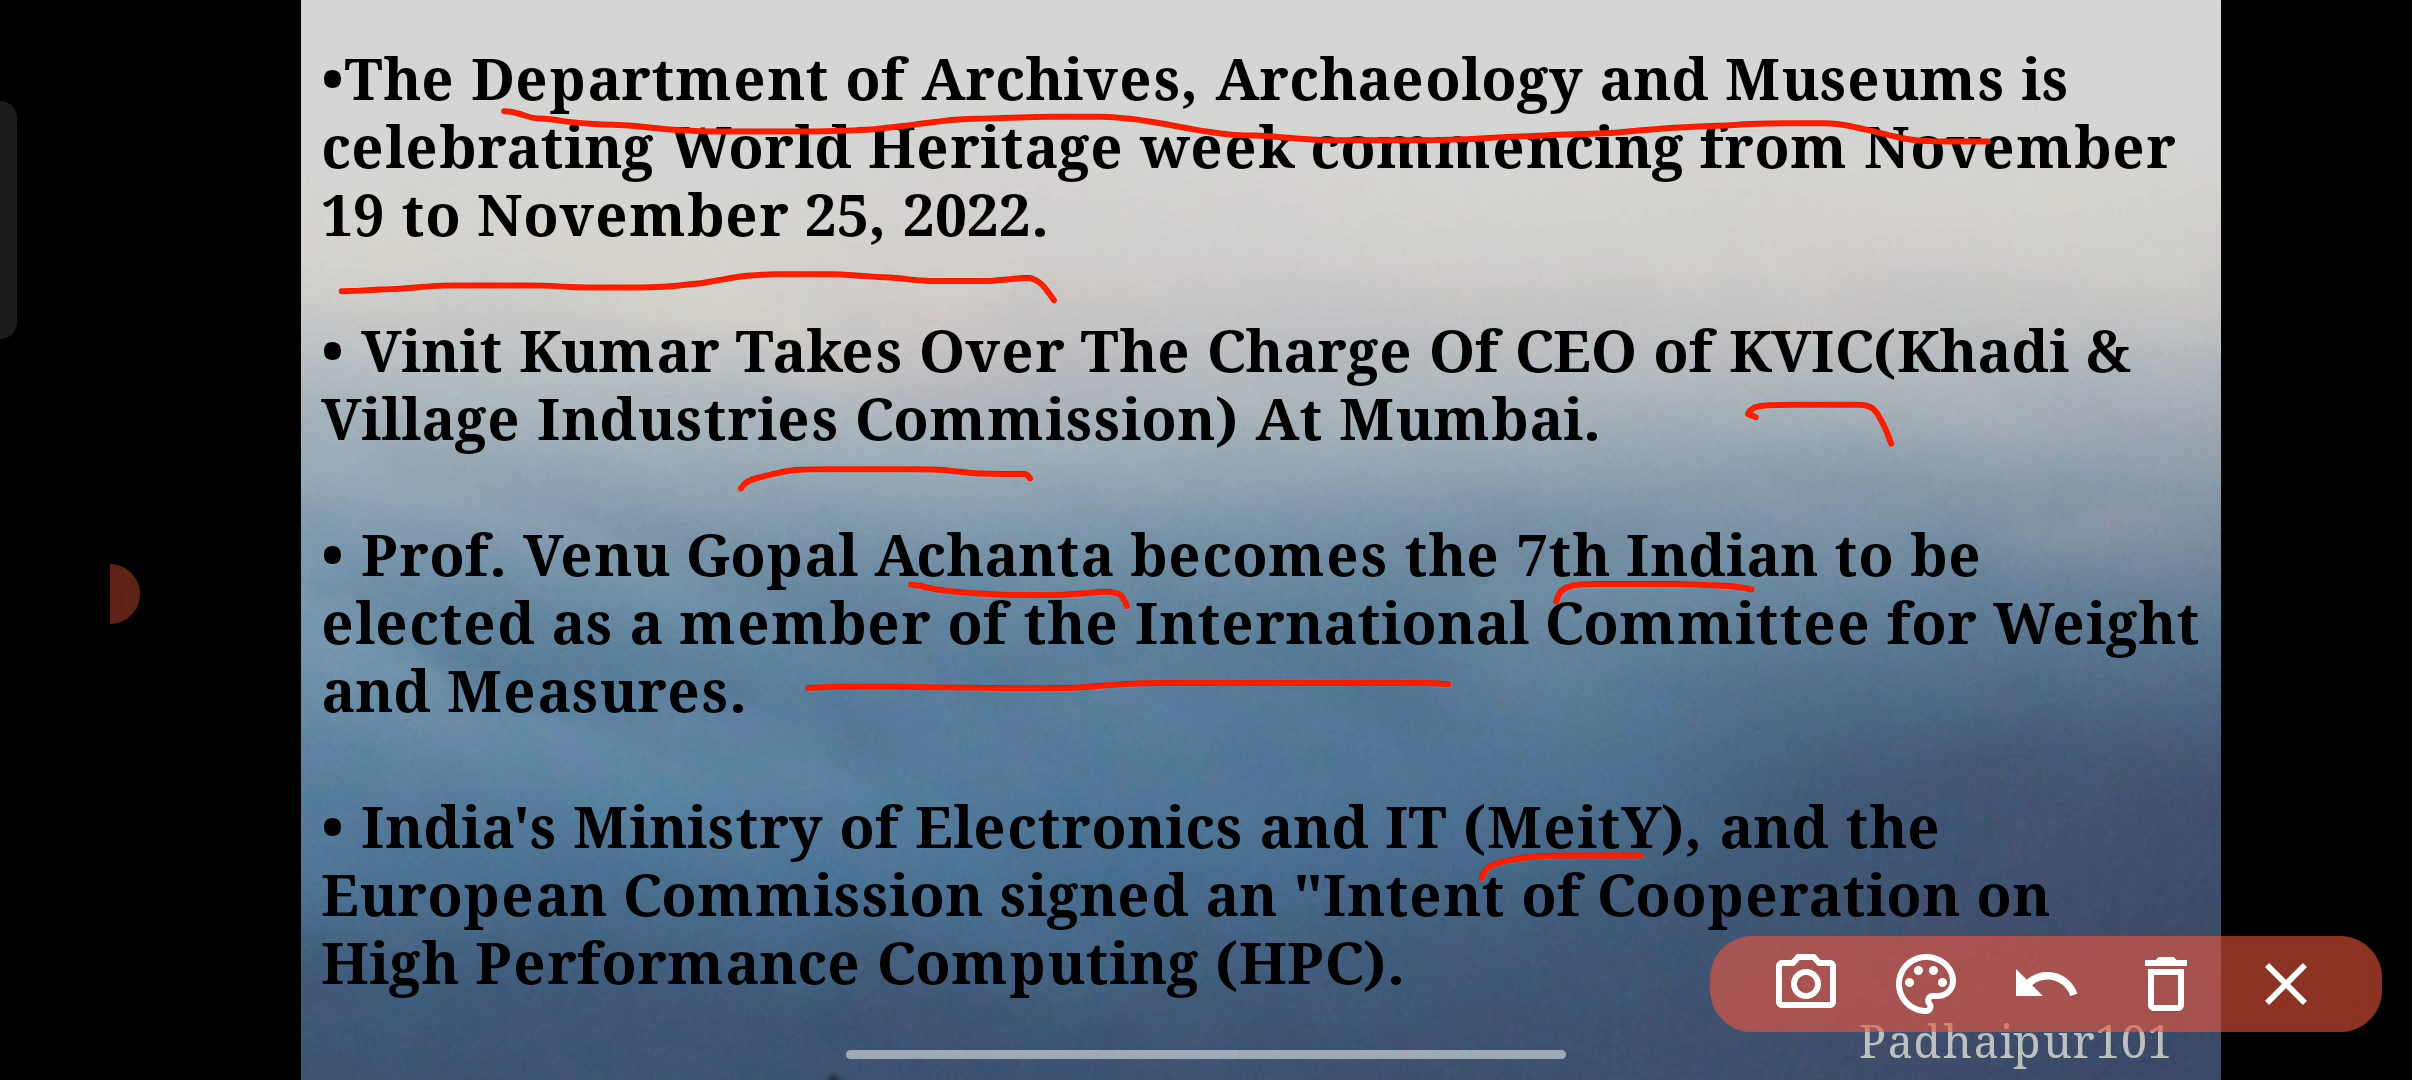 •The Department of Archives, Archaeology and Museums is
celebrating World Heritage week commencing from November
19 to November 25, 2022.
• Vinit Kumar Takes Over The Charge Of CEO of KVIC(Khadi &
Village Industries Commission) At Mumbai.
• Prof. Venu Gopal Achanta becomes the 7th Indian to be
elected as a member of the International Committee for Weight
and Measures.
• India's Ministry of Electronics and IT (MeitY), and the
European Commission signed an "Intent of Cooperation on
High Performance Computing (HPC).
Padhaipur101